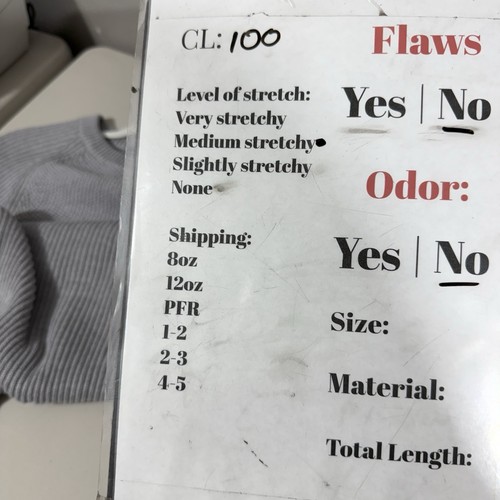 CL: 100
Level of stretch:
Very stretchy
Medium stretchy
Slightly stretchy
None
Shipping:
8oz
12oz
PFR
1-2
2-3
4-5
Flaws
Yes | No
Odor:
Yes | No
Size:
Material:
Total Length: